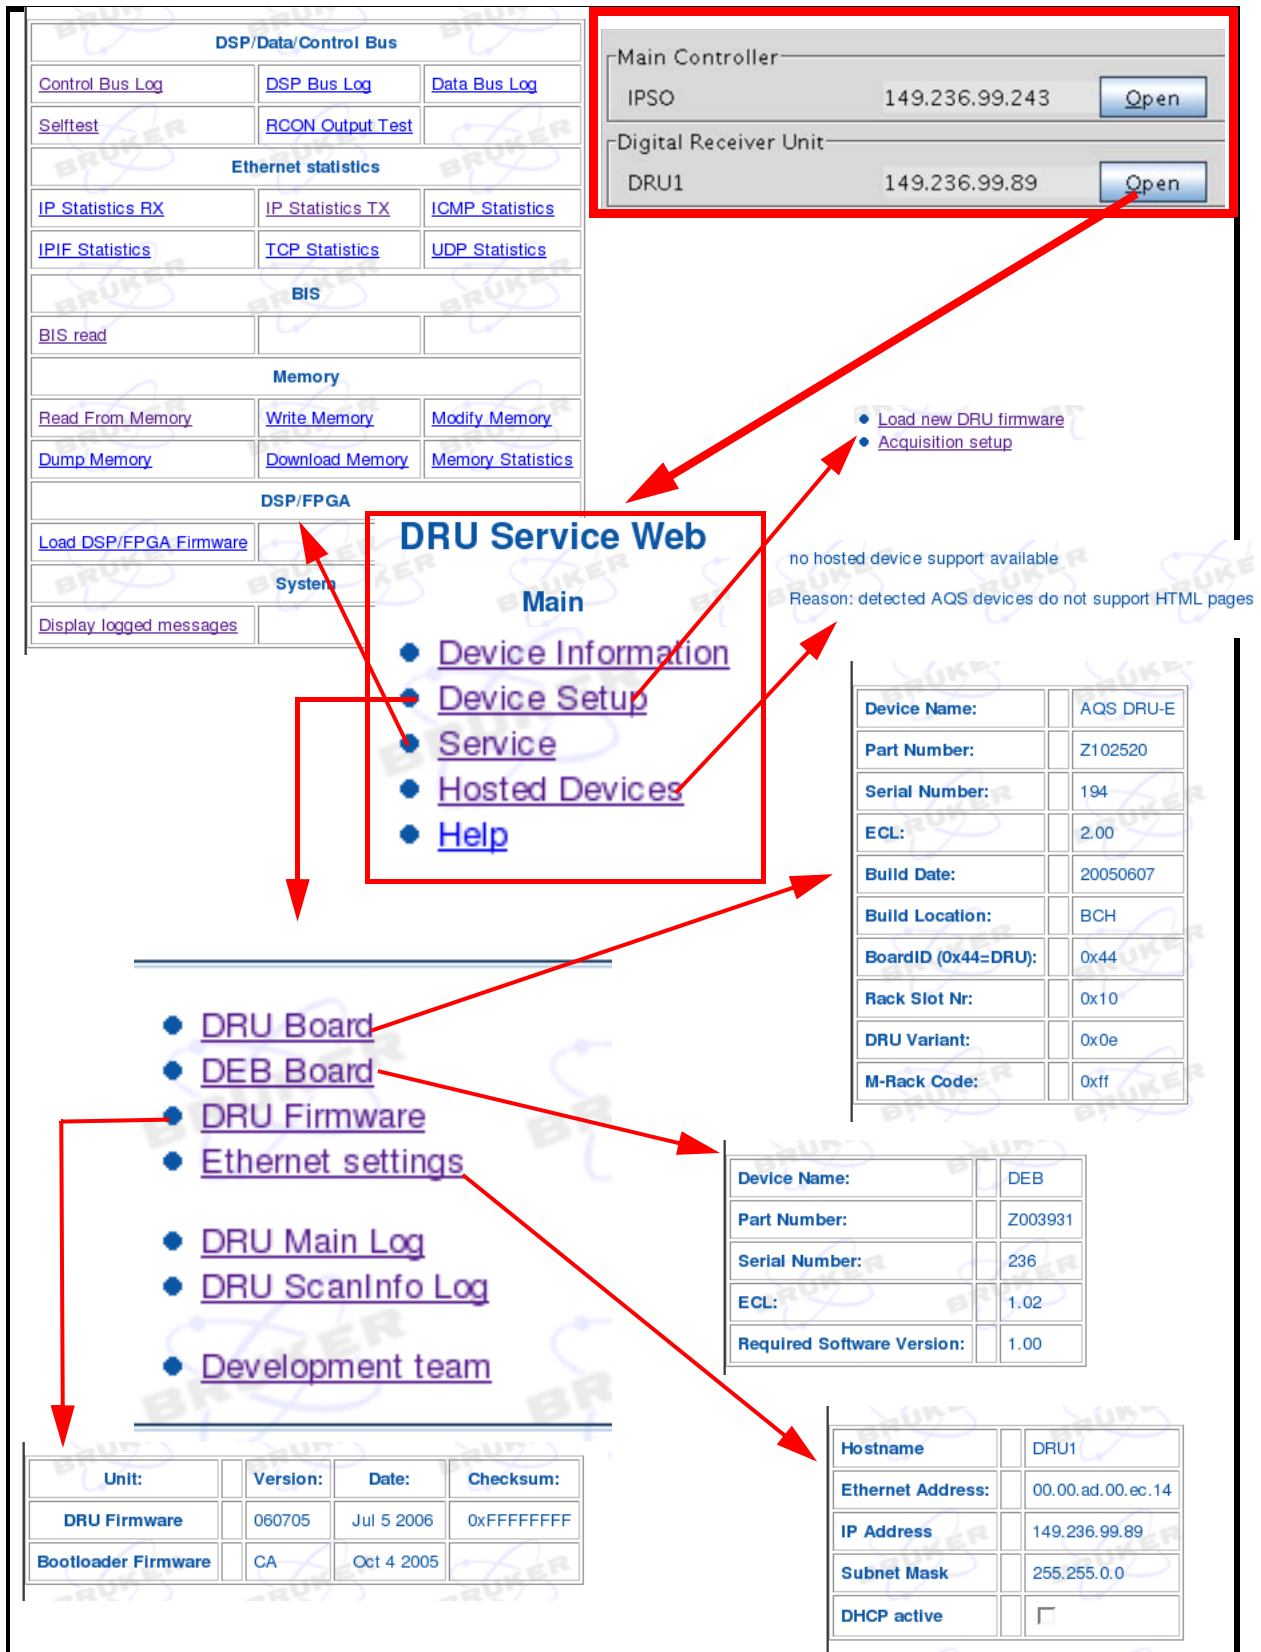 DSP/Data/Control Bus
Control Bus Log DSP Bus Log Data Bus Log
Selftest RCON Output Test
Ethernet statistics
IP Statistics RX IP Statistics TX ICMP Statistics
IPIF Statistics TCP Statistics UDP Statistics
BIS
BIS read
Memory
Read From Memory Write Memory Modify Memory
Dump Memory Download Memory Memory Statistics
DSP/FPGA
Load DSP/FPGA Firmware
System
Display logged messages
Main Controller
IPSO 149.236.99.243 Open
Digital Receiver Unit
DRU1 149.236.99.89 Open
Load new DRU firmware
Acquisition setup
DRU Service Web
Main
Device Information
Device Setup
Service
Hosted Devices
Help
no hosted device support available
Reason: detected AQS devices do not support HTML pages
Device Name: AQS DRU-E
Part Number: Z102520
Serial Number: 194
ECL: 2.00
Build Date: 20050607
Build Location: BCH
BoardID (0x44=DRU): 0x44
Rack Slot Nr: 0x10
DRU Variant: 0x0e
M-Rack Code: 0xff
DRU Board
DEB Board
DRU Firmware
Ethernet settings
DRU Main Log
DRU ScanInfo Log
Development team
Device Name: DEB
Part Number: Z003931
Serial Number: 236
ECL: 1.02
Required Software Version: 1.00
Unit: Version: Date: Checksum:
DRU Firmware 060705 Jul 5 2006 0xFFFFFFFF
Bootloader Firmware CA Oct 4 2005
Hostname DRU1
Ethernet Address: 00.00.ad.00.ec.14
IP Address 149.236.99.89
Subnet Mask 255.255.0.0
DHCP active